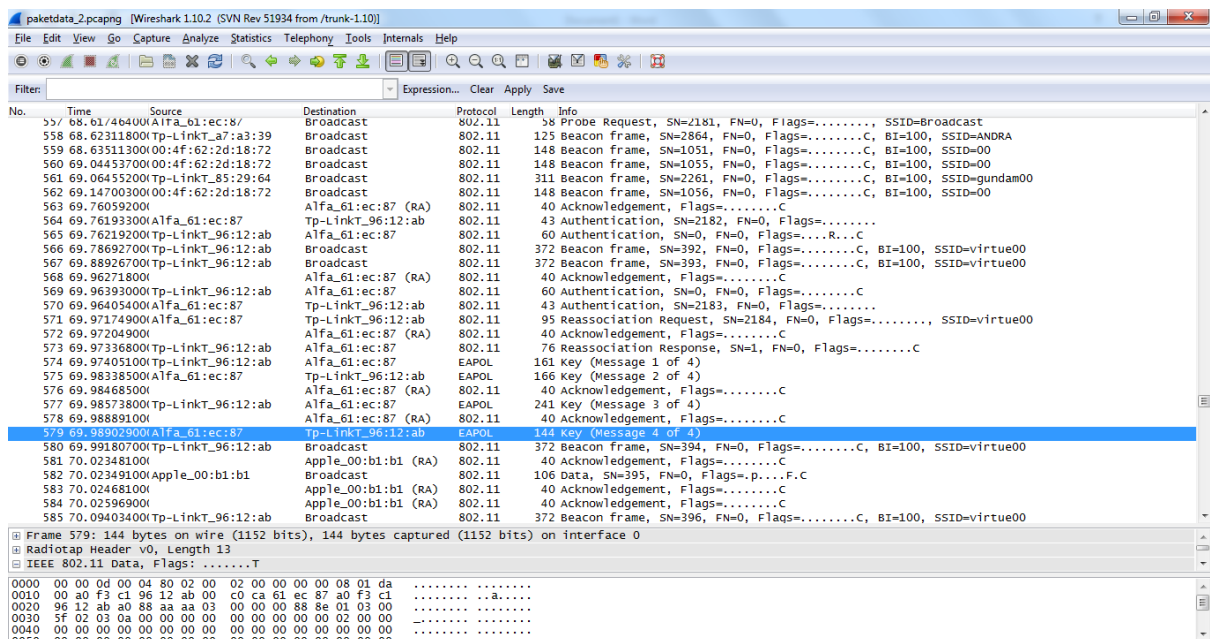 paketdata_2.pcapng [Wireshark 1.10.2 (SVN Rev 51934 from /trunk-1.10)]
File Edit View Go Capture Analyze Statistics Telephony Tools Internals Help
Filter: Expression... Clear Apply Save
No. Time Source Destination Protocol Length Info
557 68.61746400( Alfa_61:ec:87 Broadcast 802.11 58 Probe Request, SN=2181, FN=0, Flags=........, SSID=Broadcast
558 68.62311800( Tp-LinkT_a7:a3:39 Broadcast 802.11 125 Beacon frame, SN=2864, FN=0, Flags=........C, BI=100, SSID=ANDRA
559 68.63511300( 00:4f:62:2d:18:72 Broadcast 802.11 148 Beacon frame, SN=1051, FN=0, Flags=........C, BI=100, SSID=00
560 69.04453700( 00:4f:62:2d:18:72 Broadcast 802.11 148 Beacon frame, SN=1055, FN=0, Flags=........C, BI=100, SSID=00
561 69.06455200( Tp-LinkT_85:29:64 Broadcast 802.11 311 Beacon frame, SN=2261, FN=0, Flags=........C, BI=100, SSID=gundam00
562 69.14700300( 00:4f:62:2d:18:72 Broadcast 802.11 148 Beacon frame, SN=1056, FN=0, Flags=........C, BI=100, SSID=00
563 69.76059200( Alfa_61:ec:87 (RA) 802.11 40 Acknowledgement, Flags=........C
564 69.76193300( Alfa_61:ec:87 Tp-LinkT_96:12:ab 802.11 43 Authentication, SN=2182, FN=0, Flags=........
565 69.76219200( Tp-LinkT_96:12:ab Alfa_61:ec:87 802.11 60 Authentication, SN=0, FN=0, Flags=....R...C
566 69.78692700( Tp-LinkT_96:12:ab Broadcast 802.11 372 Beacon frame, SN=392, FN=0, Flags=........C, BI=100, SSID=virtue00
567 69.88926700( Tp-LinkT_96:12:ab Broadcast 802.11 372 Beacon frame, SN=393, FN=0, Flags=........C, BI=100, SSID=virtue00
568 69.96271800( Alfa_61:ec:87 (RA) 802.11 40 Acknowledgement, Flags=........C
569 69.96393000( Tp-LinkT_96:12:ab Alfa_61:ec:87 802.11 60 Authentication, SN=0, FN=0, Flags=........C
570 69.96405400( Alfa_61:ec:87 Tp-LinkT_96:12:ab 802.11 43 Authentication, SN=2183, FN=0, Flags=........
571 69.97174900( Alfa_61:ec:87 Tp-LinkT_96:12:ab 802.11 95 Reassociation Request, SN=2184, FN=0, Flags=........, SSID=virtue00
572 69.97204900( Alfa_61:ec:87 (RA) 802.11 40 Acknowledgement, Flags=........C
573 69.97336800( Tp-LinkT_96:12:ab Alfa_61:ec:87 802.11 76 Reassociation Response, SN=1, FN=0, Flags=........C
574 69.97405100( Tp-LinkT_96:12:ab Alfa_61:ec:87 EAPOL 161 Key (Message 1 of 4)
575 69.98338500( Alfa_61:ec:87 Tp-LinkT_96:12:ab EAPOL 166 Key (Message 2 of 4)
576 69.98468500( Alfa_61:ec:87 (RA) 802.11 40 Acknowledgement, Flags=........C
577 69.98573800( Tp-LinkT_96:12:ab Alfa_61:ec:87 EAPOL 241 Key (Message 3 of 4)
578 69.98889100( Alfa_61:ec:87 (RA) 802.11 40 Acknowledgement, Flags=........C
579 69.98902900( Alfa_61:ec:87 Tp-LinkT_96:12:ab EAPOL 144 Key (Message 4 of 4)
580 69.99180700( Tp-LinkT_96:12:ab Broadcast 802.11 372 Beacon frame, SN=394, FN=0, Flags=........C, BI=100, SSID=virtue00
581 70.02348100( Apple_00:b1:b1 (RA) 802.11 40 Acknowledgement, Flags=........C
582 70.02349100( Apple_00:b1:b1 Broadcast 802.11 106 Data, SN=395, FN=0, Flags=.p....F.C
583 70.02468100( Apple_00:b1:b1 (RA) 802.11 40 Acknowledgement, Flags=........C
584 70.02596900( Apple_00:b1:b1 (RA) 802.11 40 Acknowledgement, Flags=........C
585 70.09403400( Tp-LinkT_96:12:ab Broadcast 802.11 372 Beacon frame, SN=396, FN=0, Flags=........C, BI=100, SSID=virtue00
Frame 579: 144 bytes on wire (1152 bits), 144 bytes captured (1152 bits) on interface 0
Radiotap Header v0, Length 13
IEEE 802.11 Data, Flags: .......T
0000 00 00 0d 00 04 80 02 00 02 00 00 00 00 08 01 da ........ ........
0010 00 a0 f3 c1 96 12 ab 00 c0 ca 61 ec 87 a0 f3 c1 ........ ..a.....
0020 96 12 ab a0 88 aa aa 03 00 00 00 88 8e 01 03 00 ........ ........
0030 5f 02 03 0a 00 00 00 00 00 00 00 00 00 00 02 00 00 _....... ........
0040 00 00 00 00 00 00 00 00 00 00 00 00 00 00 00 00 ........ ........